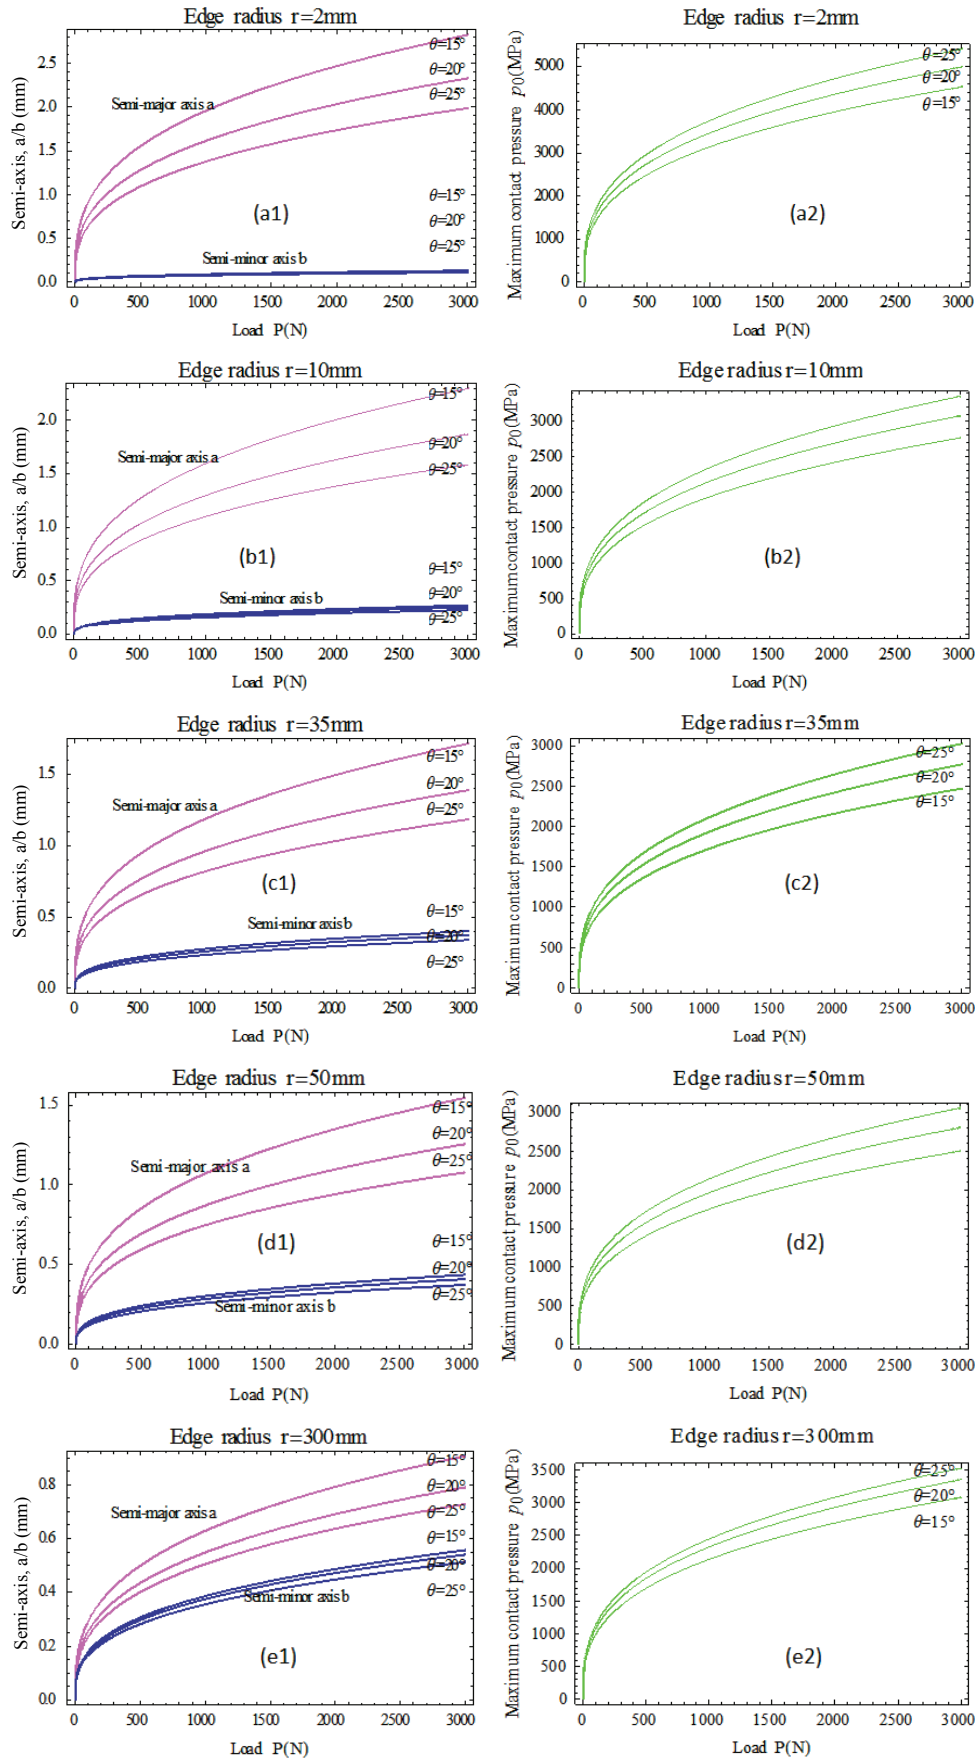 Edge radius r=2mm
Semi-axis, a/b (mm)
2.5
2.0
1.5
1.0
0.5
0.0
θ=15°
θ=20°
θ=25°
Semi-major axis a
θ=15°
θ=20°
θ=25°
(a1)
Semi-minor axis b
0 500 1000 1500 2000 2500 3000
Load P(N)
Edge radius r=2mm
Maximum contact pressure p0(MPa)
5000
4000
3000
2000
1000
0
θ=25°
θ=20°
θ=15°
(a2)
0 500 1000 1500 2000 2500 3000
Load P(N)
Edge radius r=10mm
Semi-axis, a/b (mm)
2.0
1.5
1.0
0.5
0.0
θ=15°
θ=20°
θ=25°
Semi-major axis a
(b1)
θ=15°
θ=20°
θ=25°
Semi-minor axis b
0 500 1000 1500 2000 2500 3000
Load P(N)
Edge radius r=10mm
Maximum contact pressure p0(MPa)
3000
2500
2000
1500
1000
500
0
(b2)
0 500 1000 1500 2000 2500 3000
Load P(N)
Edge radius r=35mm
Semi-axis, a/b (mm)
1.5
1.0
0.5
0.0
θ=15°
θ=20°
θ=25°
Semi-major axis a
(c1)
θ=15°
θ=20°
θ=25°
Semi-minor axis b
0 500 1000 1500 2000 2500 3000
Load P(N)
Edge radius r=35mm
Maximum contact pressure p0(MPa)
3000
2500
2000
1500
1000
500
0
θ=25°
θ=20°
θ=15°
(c2)
0 500 1000 1500 2000 2500 3000
Load P(N)
Edge radius r=50mm
Semi-axis, a/b (mm)
1.5
1.0
0.5
0.0
θ=15°
θ=20°
θ=25°
Semi-major axis a
(d1)
θ=15°
θ=20°
θ=25°
Semi-minor axis b
0 500 1000 1500 2000 2500 3000
Load P(N)
Edge radius r=50mm
Maximum contact pressure p0(MPa)
3000
2500
2000
1500
1000
500
0
(d2)
0 500 1000 1500 2000 2500 3000
Load P(N)
Edge radius r=300mm
Semi-axis, a/b (mm)
0.8
0.6
0.4
0.2
0.0
θ=15°
θ=20°
θ=25°
Semi-major axis a
θ=15°
θ=20°
θ=25°
Semi-minor axis b
(e1)
0 500 1000 1500 2000 2500 3000
Load P(N)
Edge radius r=300mm
Maximum contact pressure p0(MPa)
3500
3000
2500
2000
1500
1000
500
0
θ=25°
θ=20°
θ=15°
(e2)
0 500 1000 1500 2000 2500 3000
Load P(N)